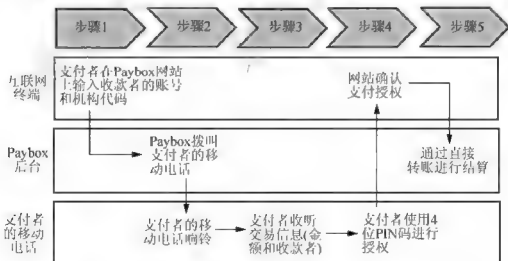 步骤1
步骤2
步骤3
步骤4
步骤5
互联网
终端
支付者在Paybox网站
上输入收款者的账号
和机构代码
网站确认
支付授权
Paybox
后台
Paybox拨叫
支付者的移
动电话
通过直接
转账进行结算
支付者
的移动
电话
支付者的移
动电话响铃
支付者收听
交易信息(金
额和收款者)
支付者使用4
位PIN码进行
授权